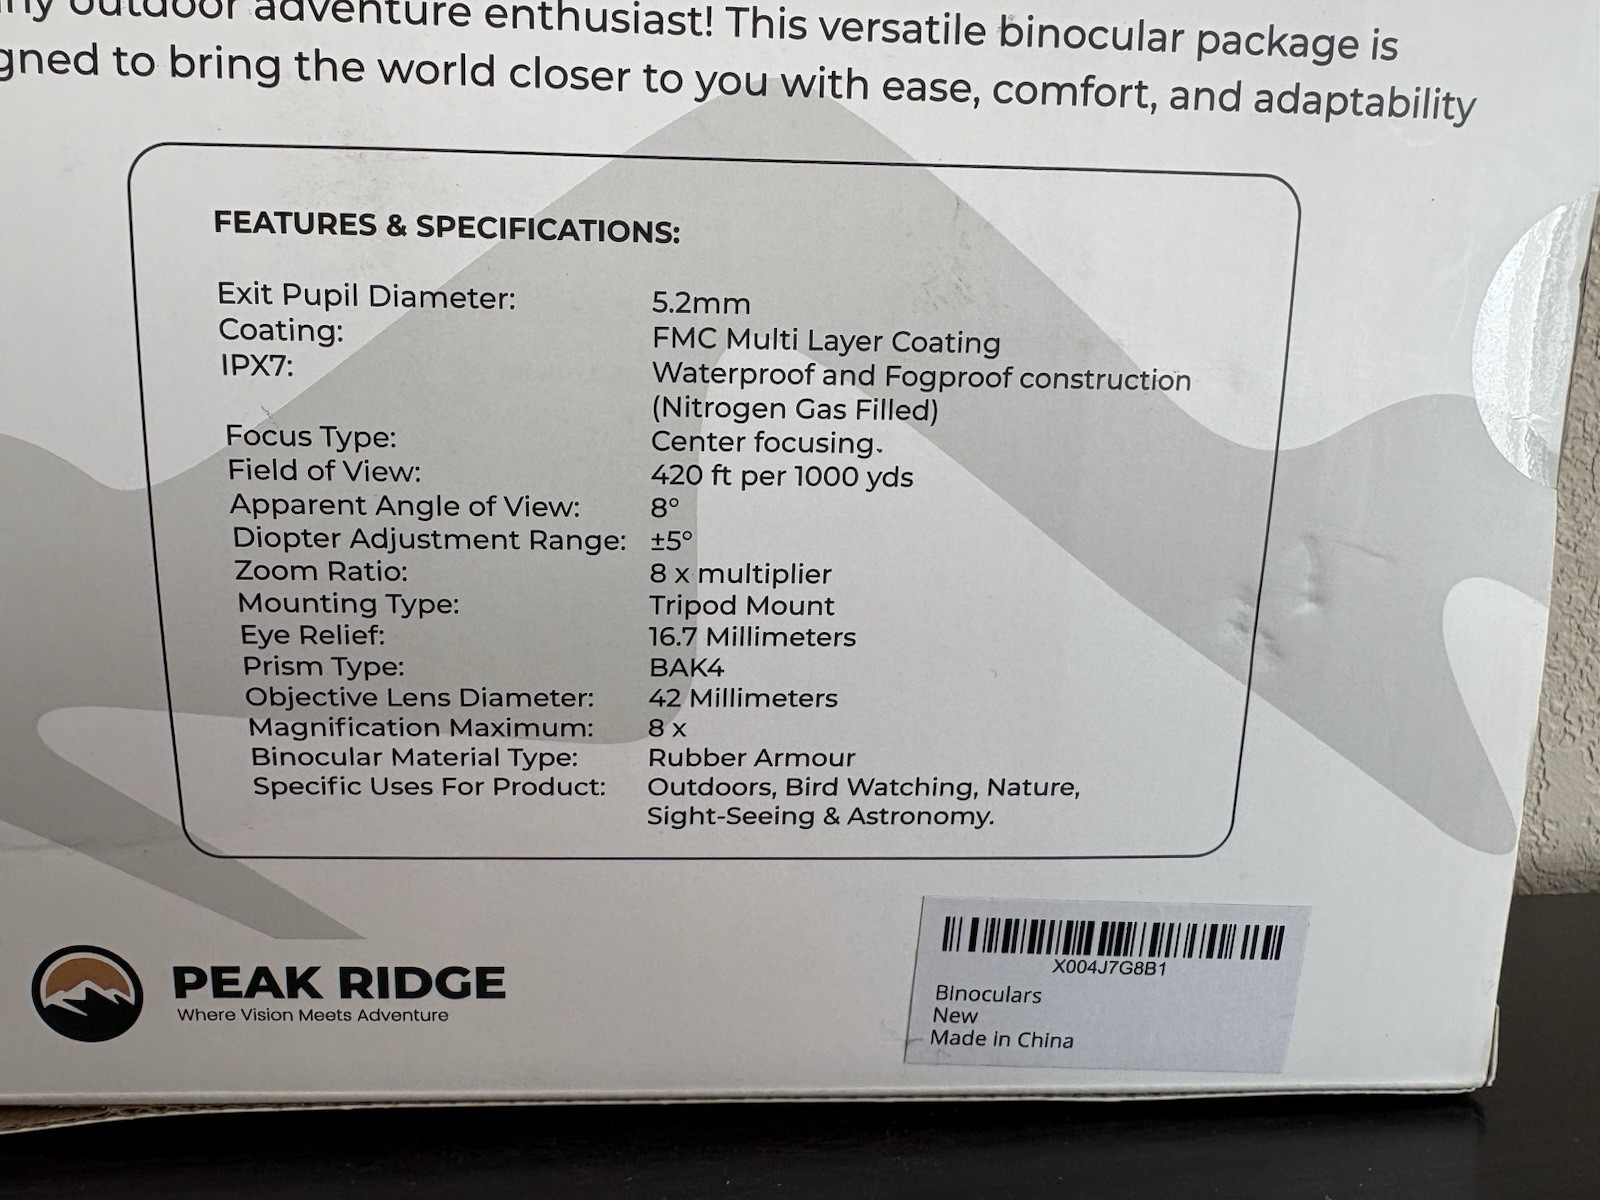 outdoor adventure enthusiast! This versatile binocular package is
to bring the world closer to you with ease, comfort, and adaptability
FEATURES & SPECIFICATIONS:
Exit Pupil Diameter: 5.2mm
Coating: FMC Multi Layer Coating
IPX7: Waterproof and Fogproof construction
(Nitrogen Gas Filled)
Focus Type: Center focusing.
Field of View: 420 ft per 1000 yds
Apparent Angle of View: 8°
Diopter Adjustment Range: ±5°
Zoom Ratio: 8 x multiplier
Mounting Type: Tripod Mount
Eye Relief: 16.7 Millimeters
Prism Type: BAK4
Objective Lens Diameter: 42 Millimeters
Magnification Maximum: 8 x
Binocular Material Type: Rubber Armour
Specific Uses For Product: Outdoors, Bird Watching, Nature,
Sight-Seeing & Astronomy.
PEAK RIDGE
Where Vision Meets Adventure
X004J7G8B1
Binoculars
New
Made in China